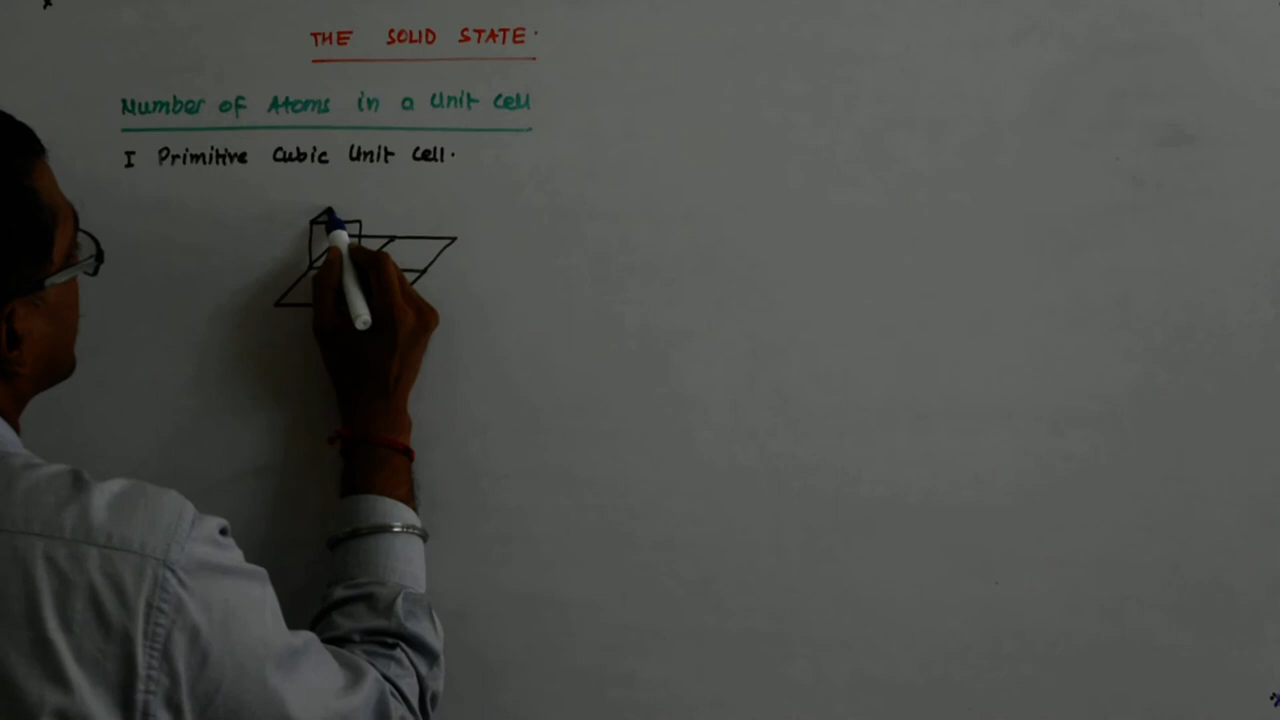 THE SOLID STATE.
Number of Atoms in a Unit Cell
I Primitive Cubic Unit Cell.